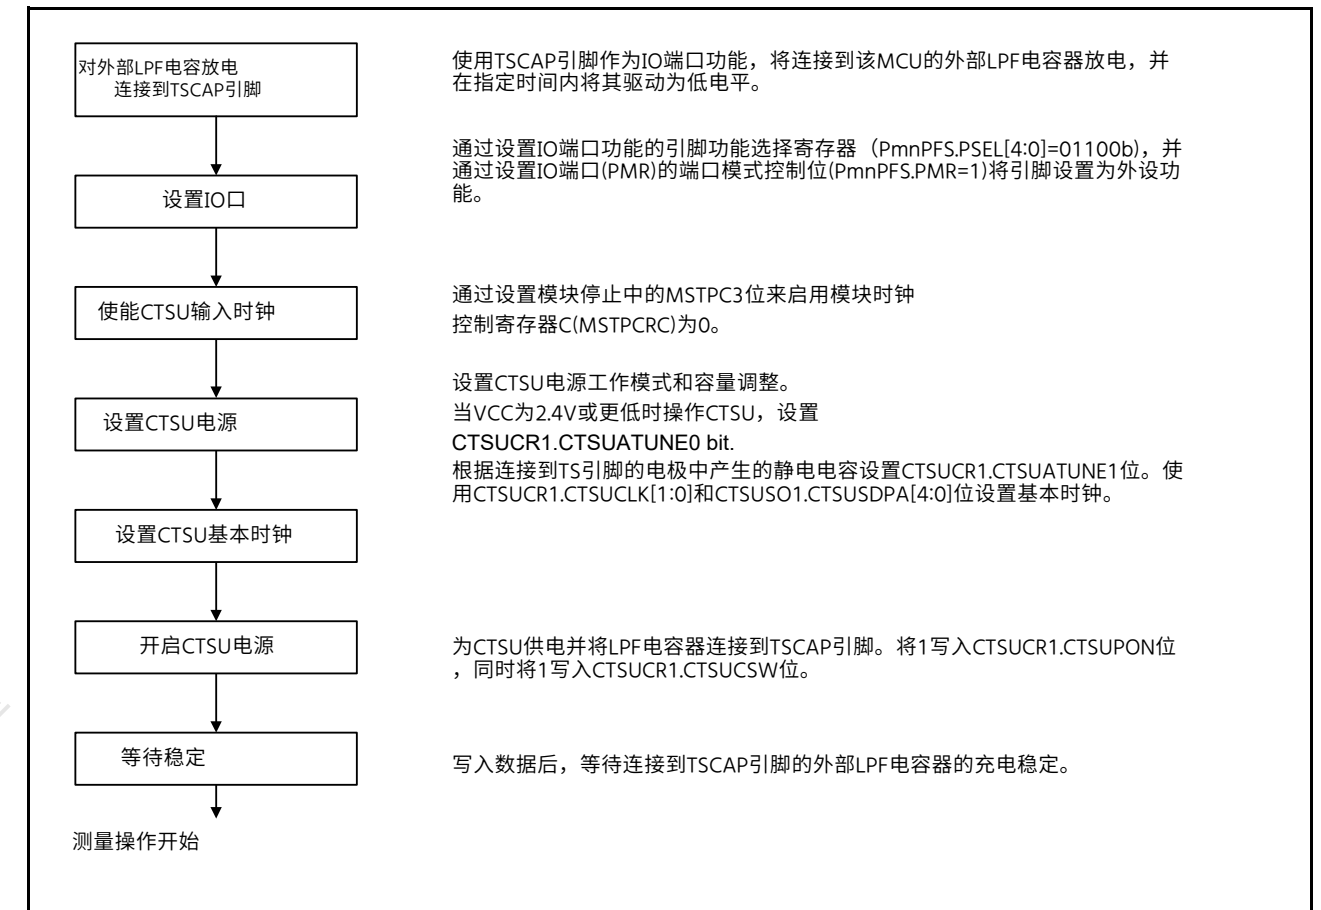 对外部LPF电容放电
连接到TSCAP引脚
使用TSCAP引脚作为IO端口功能，将连接到该MCU的外部LPF电容器放电，并
在指定时间内将其驱动为低电平。
设置IO口
通过设置IO端口功能的引脚功能选择寄存器（PmnPFS.PSEL[4:0]=01100b)，并
通过设置IO端口(PMR)的端口模式控制位(PmnPFS.PMR=1)将引脚设置为外设功
能。
使能CTSU输入时钟
通过设置模块停止中的MSTPC3位来启用模块时钟
控制寄存器C(MSTPCRC)为0。
设置CTSU电源
设置CTSU电源工作模式和容量调整。
当VCC为2.4V或更低时操作CTSU，设置
CTSUCR1.CTSUATUNE0 bit.
根据连接到TS引脚的电极中产生的静电电容设置CTSUCR1.CTSUATUNE1位。使
用CTSUCR1.CTSUCLK[1:0]和CTSUSO1.CTSUSDPA[4:0]位设置基本时钟。
设置CTSU基本时钟
开启CTSU电源
为CTSU供电并将LPF电容器连接到TSCAP引脚。将1写入CTSUCR1.CTSUPON位
，同时将1写入CTSUCR1.CTSUCSW位。
等待稳定
写入数据后，等待连接到TSCAP引脚的外部LPF电容器的充电稳定。
测量操作开始